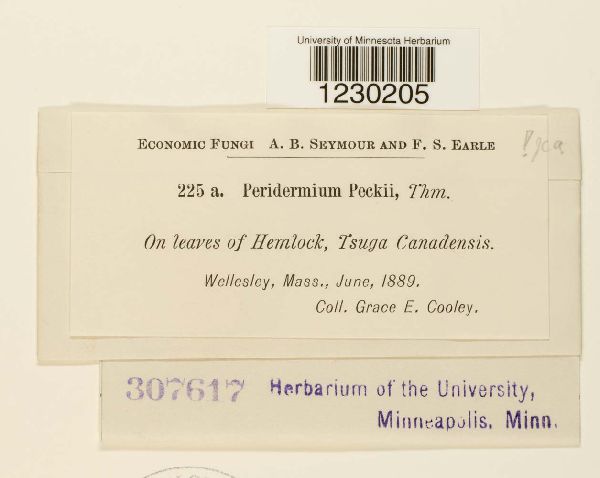 University of Minnesota Herbarium
1230205
Economic Fungi A. B. Seymour and F. S. Earle
225 a. Peridermium Peckii, Thm.
On leaves of Hemlock, Tsuga Canadensis.
Wellesley, Mass., June, 1889.
Coll. Grace E. Cooley.
307617 Herbarium of the University,
Minneapolis, Minn.